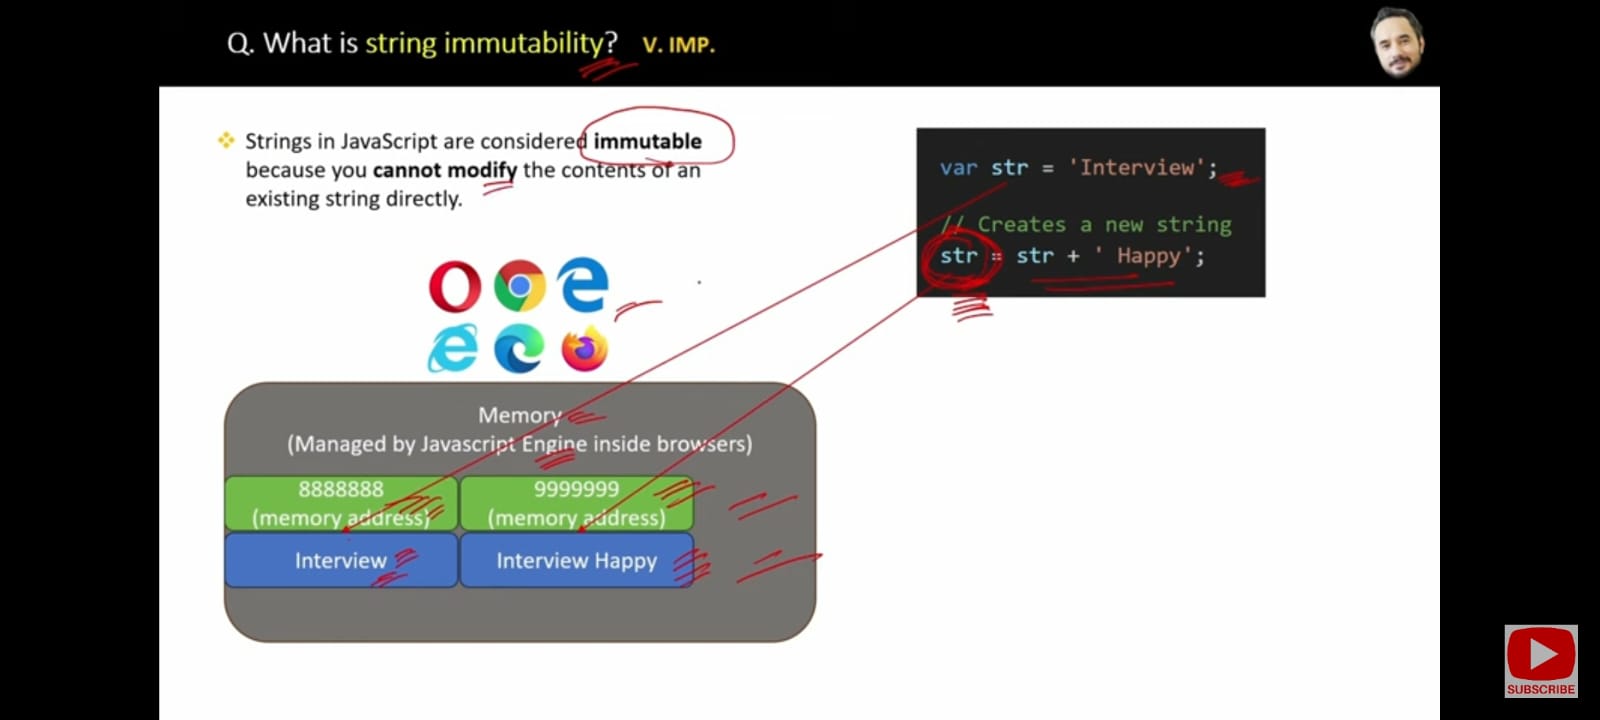 Q. What is string immutability? V. IMP.
Strings in JavaScript are considered immutable
because you cannot modify the contents of an
existing string directly.
var str = 'Interview';
// Creates a new string
str = str + ' Happy';
Memory
(Managed by Javascript Engine inside browsers)
8888888
(memory address)
9999999
(memory address)
Interview
Interview Happy
SUBSCRIBE